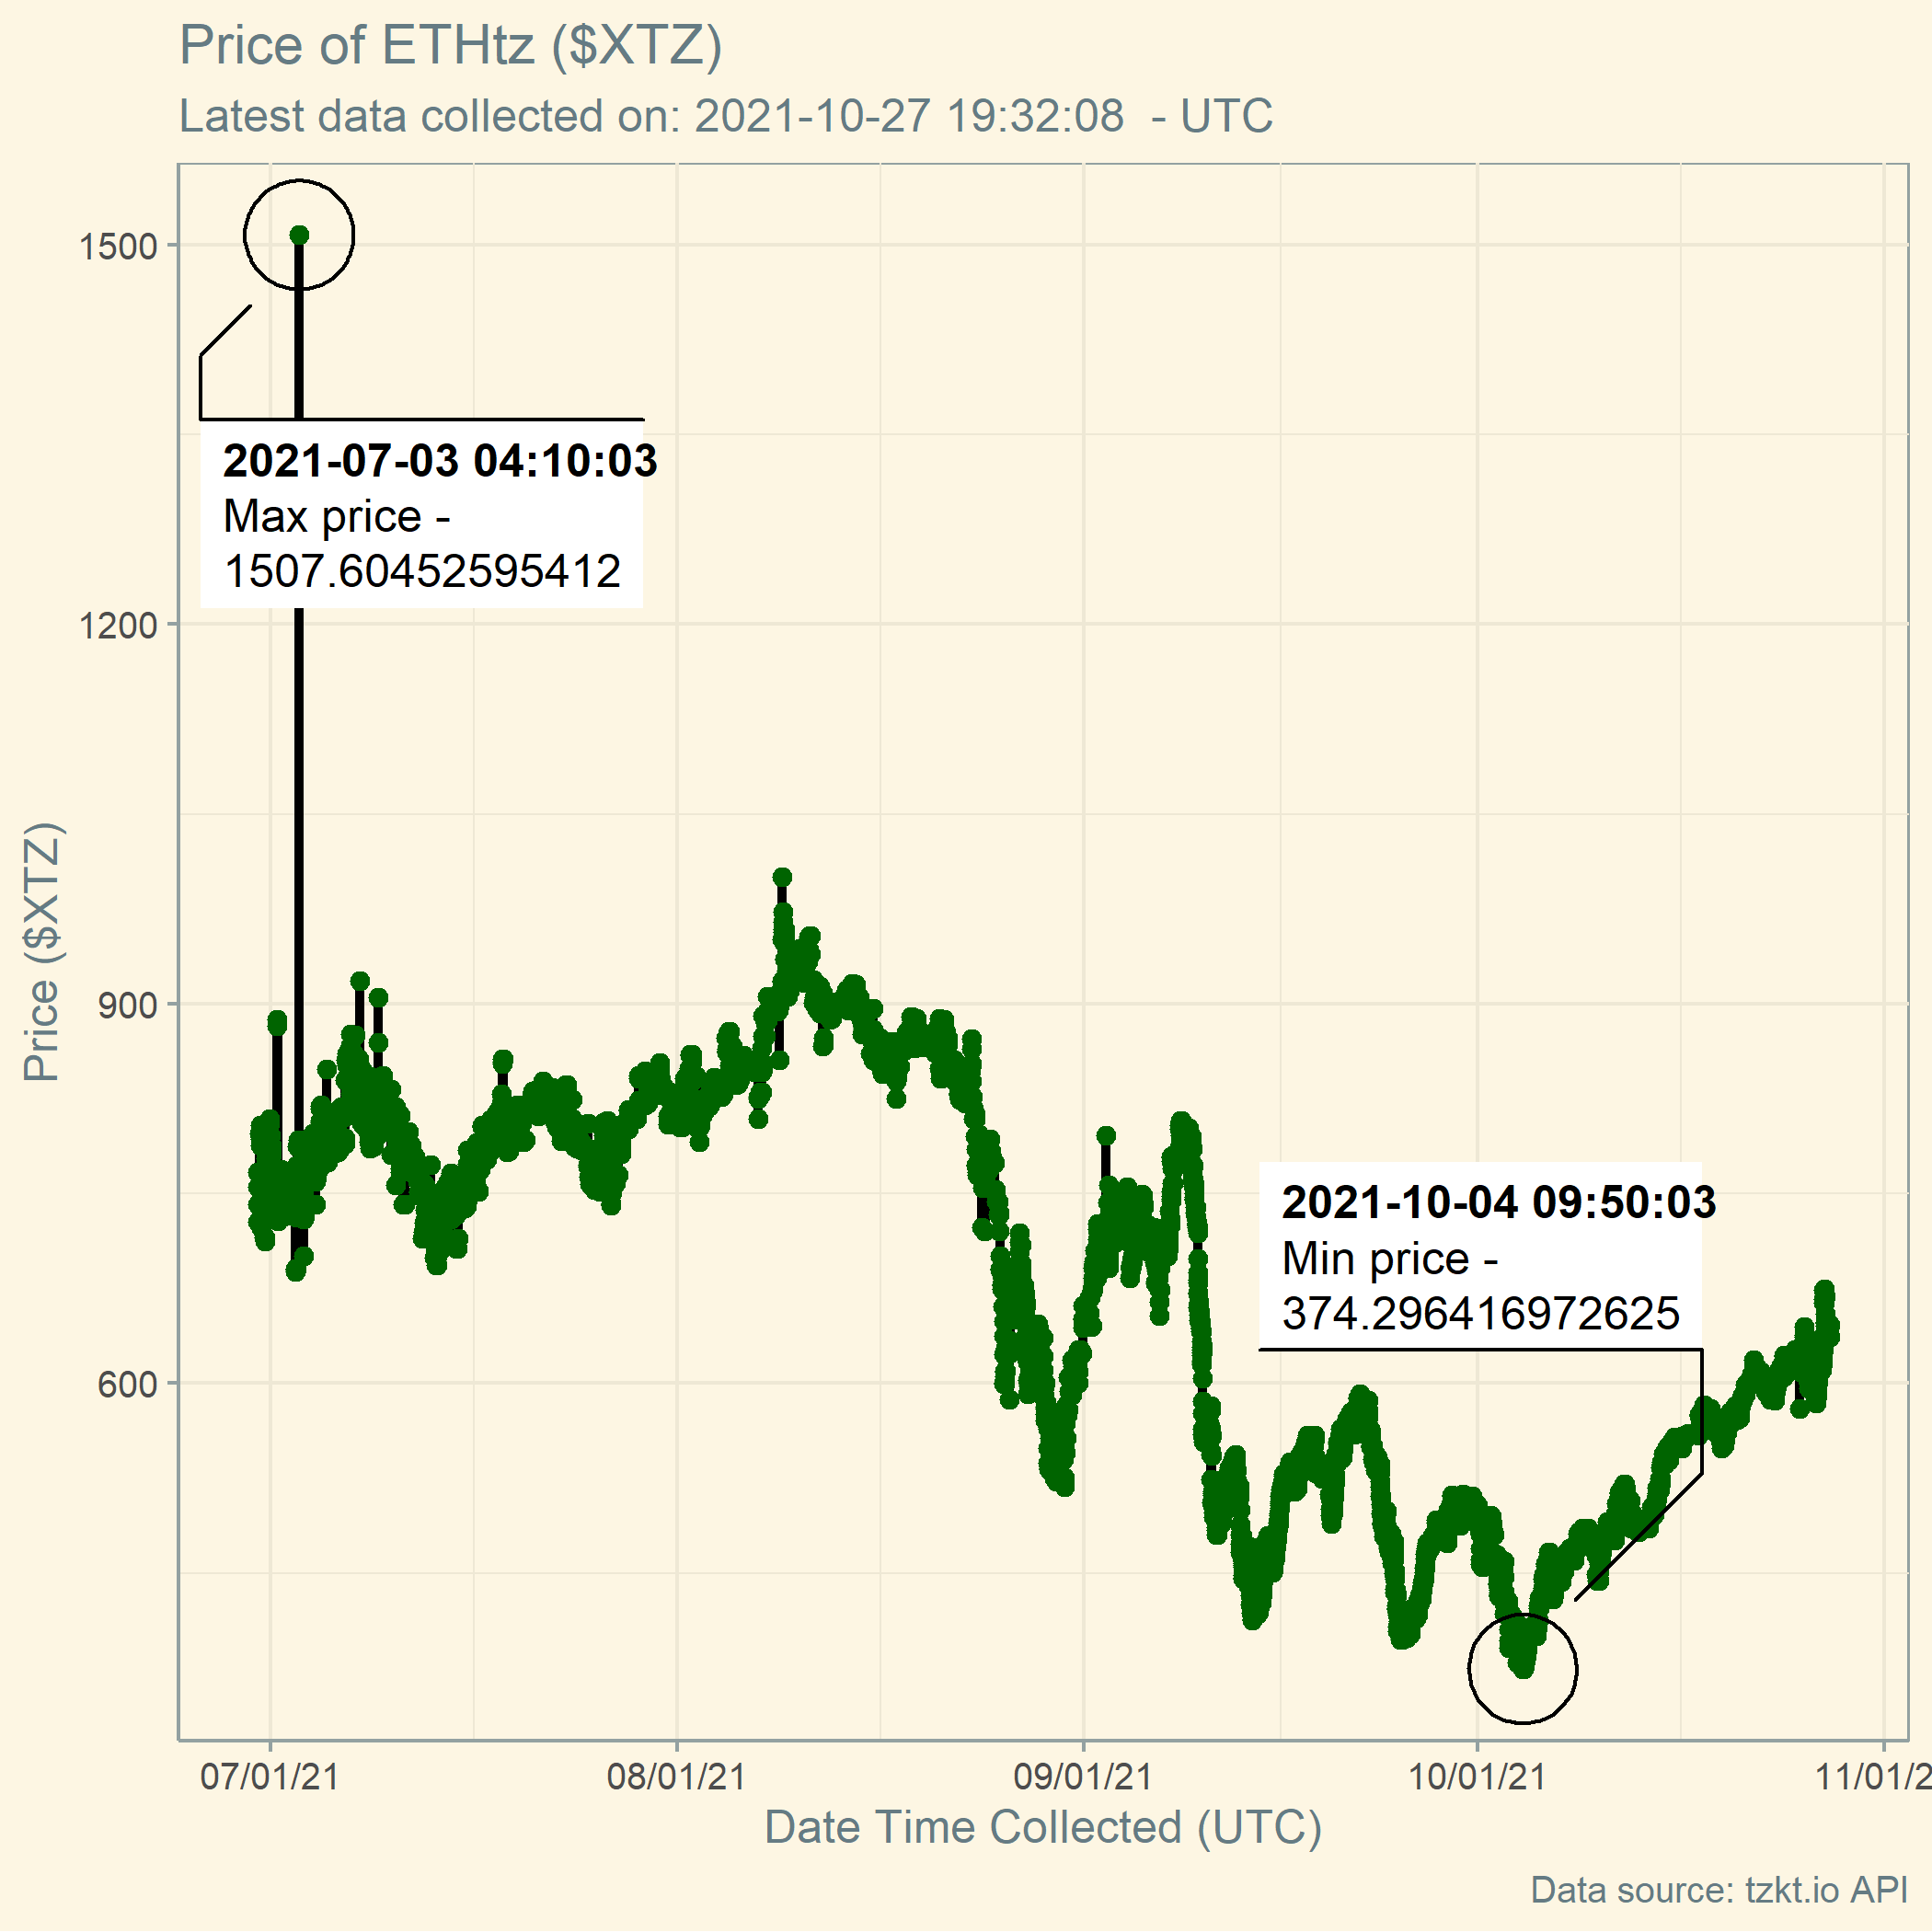 Price of ETHtz ($XTZ)
Latest data collected on: 2021-10-27 19:32:08  - UTC
1500
2021-07-03 04:10:03
Max price -
1507.60452595412
1200
Price ($XTZ)
900
2021-10-04 09:50:03
Min price -
374.296416972625
600
07/01/21 08/01/21 09/01/21 10/01/21 11/01/2
Date Time Collected (UTC)
Data source: tzkt.io API